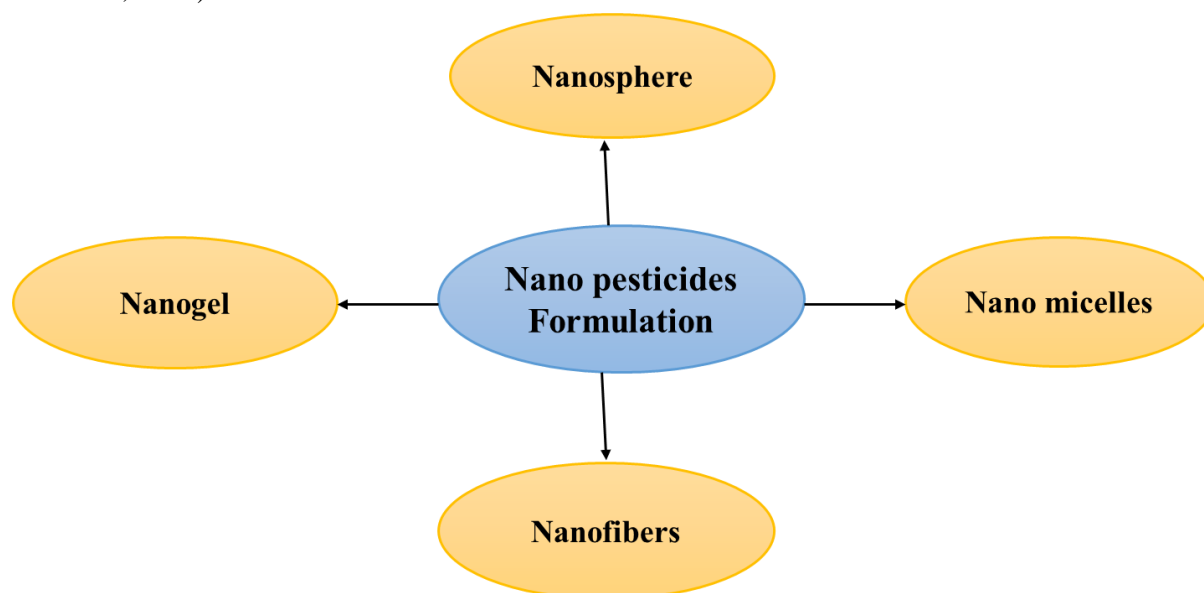 Nanosphere
Nano pesticides
Formulation
Nanogel
Nano micelles
Nanofibers